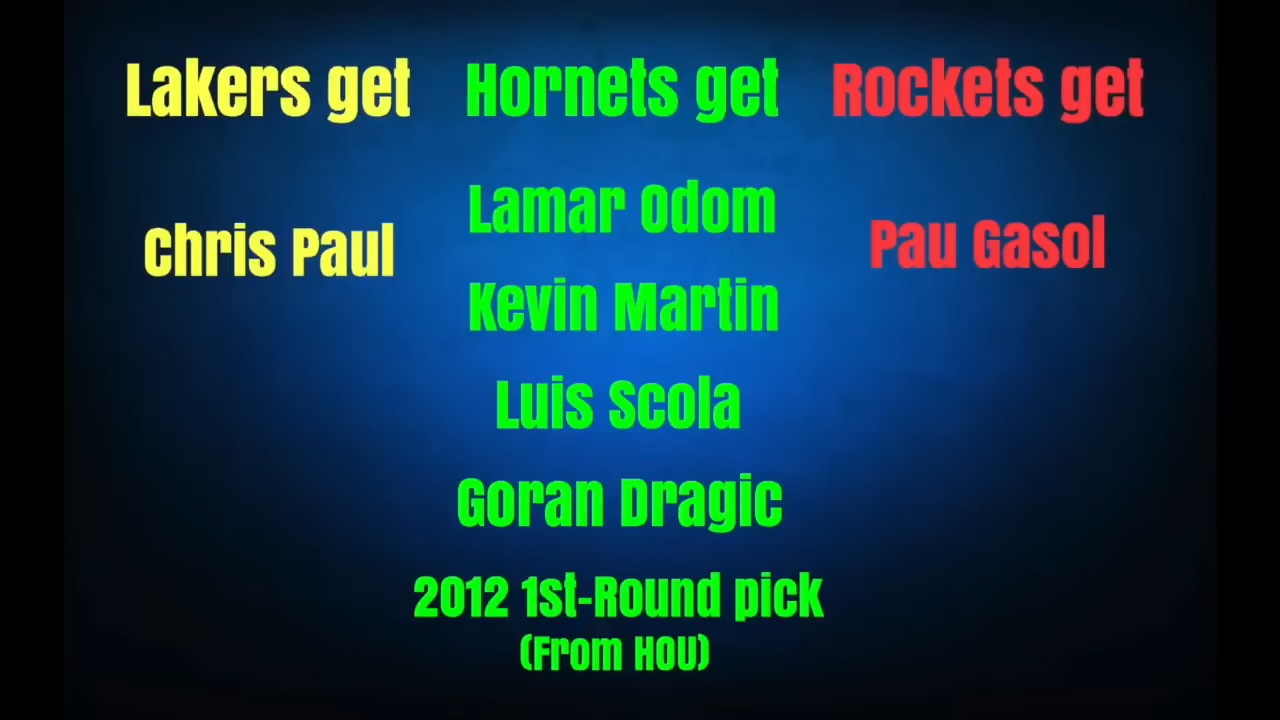 Lakers get
Hornets get
Rockets get
Chris Paul
Lamar Odom
Kevin Martin
Luis Scola
Goran Dragic
2012 1st-Round pick
(From HOU)
Pau Gasol